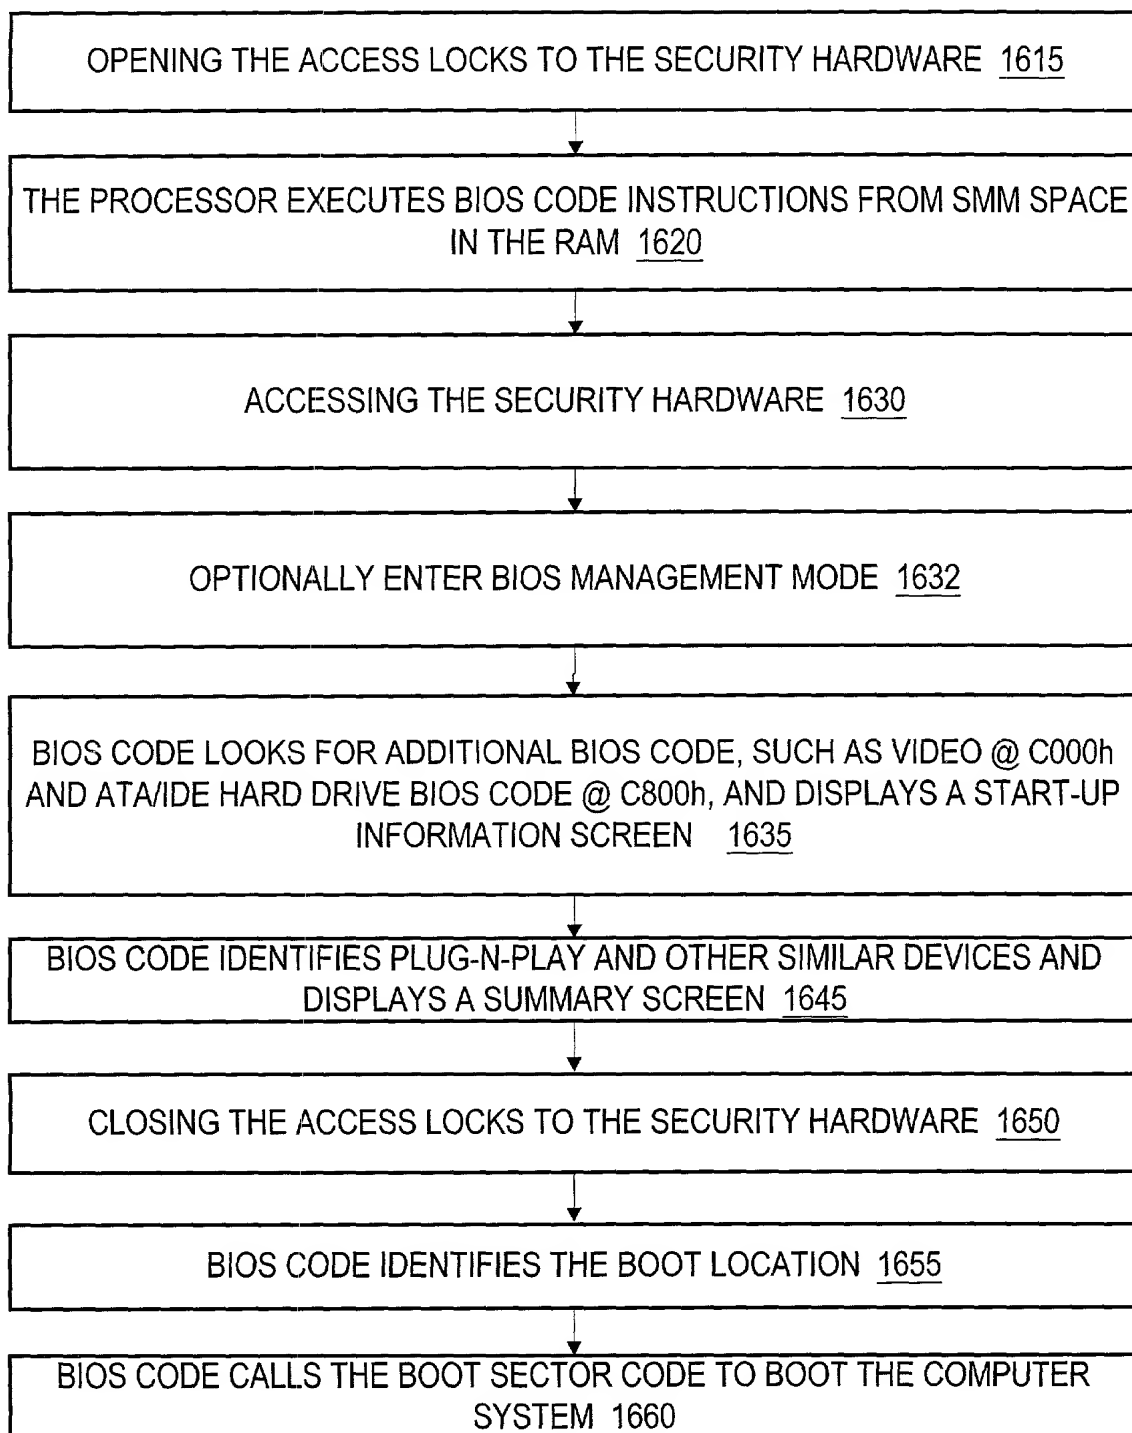 OPENING THE ACCESS LOCKS TO THE SECURITY HARDWARE 1615
THE PROCESSOR EXECUTES BIOS CODE INSTRUCTIONS FROM SMM SPACE
IN THE RAM 1620
ACCESSING THE SECURITY HARDWARE 1630
OPTIONALLY ENTER BIOS MANAGEMENT MODE 1632
BIOS CODE LOOKS FOR ADDITIONAL BIOS CODE, SUCH AS VIDEO @ C000h
AND ATA/IDE HARD DRIVE BIOS CODE @ C800h, AND DISPLAYS A START-UP
INFORMATION SCREEN 1635
BIOS CODE IDENTIFIES PLUG-N-PLAY AND OTHER SIMILAR DEVICES AND
DISPLAYS A SUMMARY SCREEN 1645
CLOSING THE ACCESS LOCKS TO THE SECURITY HARDWARE 1650
BIOS CODE IDENTIFIES THE BOOT LOCATION 1655
BIOS CODE CALLS THE BOOT SECTOR CODE TO BOOT THE COMPUTER
SYSTEM 1660